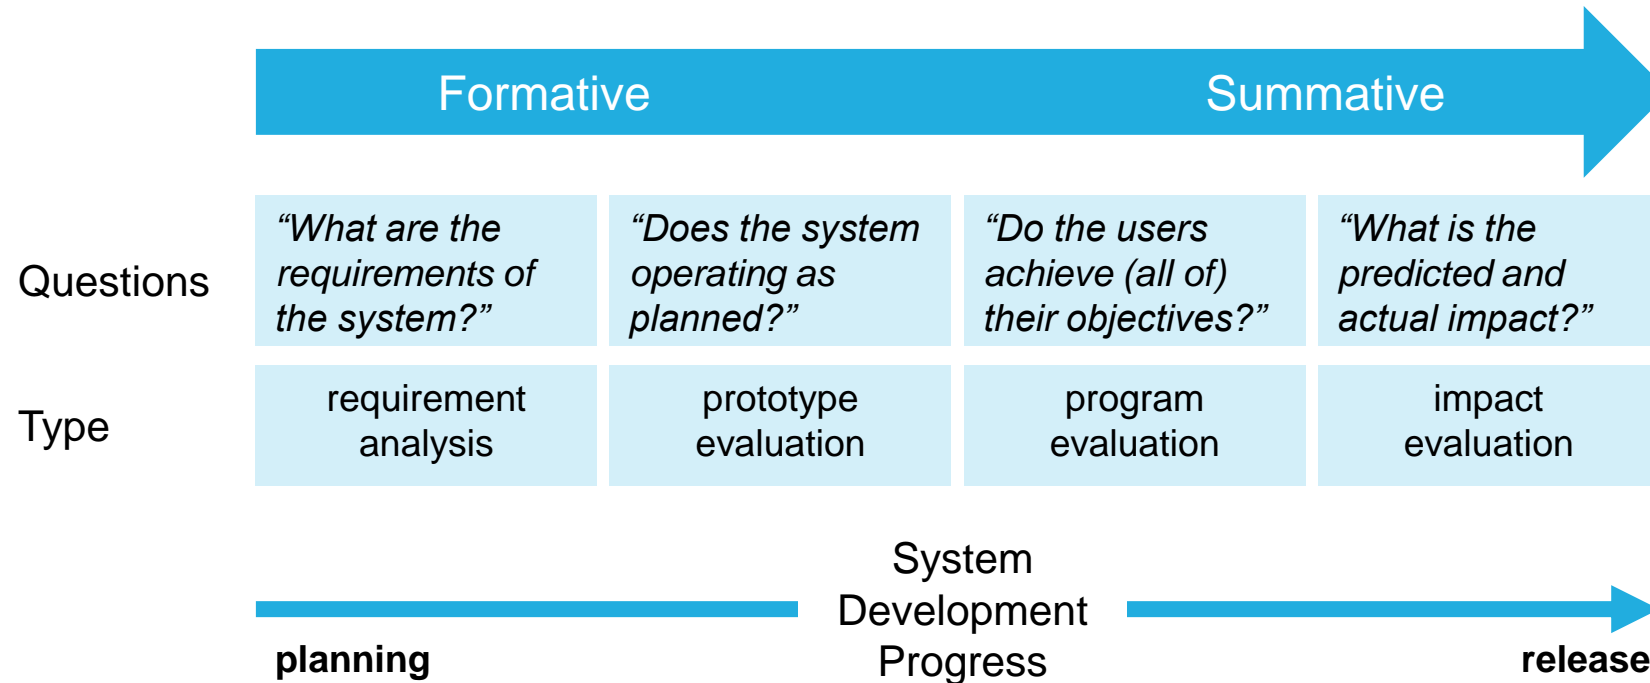 Formative
Summative
Questions
“What are the
requirements of
the system?”
“Does the system
operating as
planned?”
“Do the users
achieve (all of)
their objectives?”
“What is the
predicted and
actual impact?”
Type
requirement
analysis
prototype
evaluation
program
evaluation
impact
evaluation
System
Development
Progress
planning
release